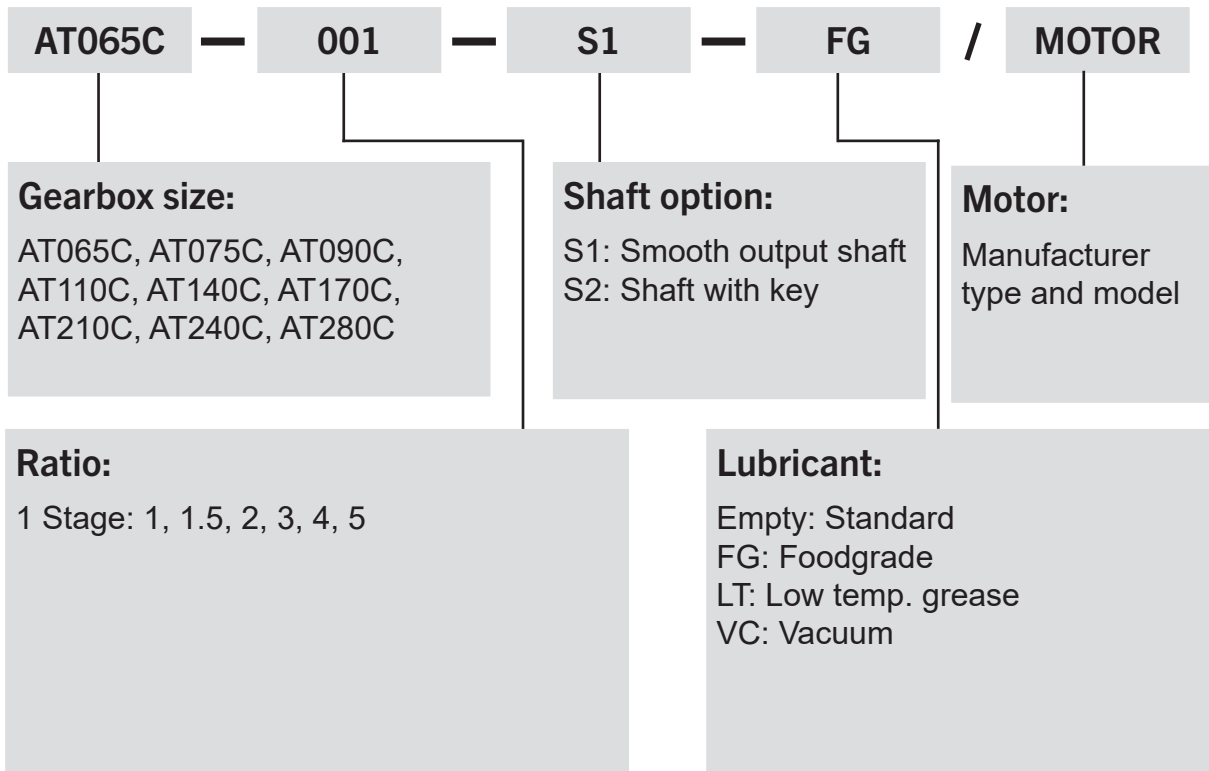 AT065C — 001 — S1 — FG / MOTOR
Gearbox size:
AT065C, AT075C, AT090C,
AT110C, AT140C, AT170C,
AT210C, AT240C, AT280C
Shaft option:
S1: Smooth output shaft
S2: Shaft with key
Motor:
Manufacturer
type and model
Ratio:
1 Stage: 1, 1.5, 2, 3, 4, 5
Lubricant:
Empty: Standard
FG: Foodgrade
LT: Low temp. grease
VC: Vacuum